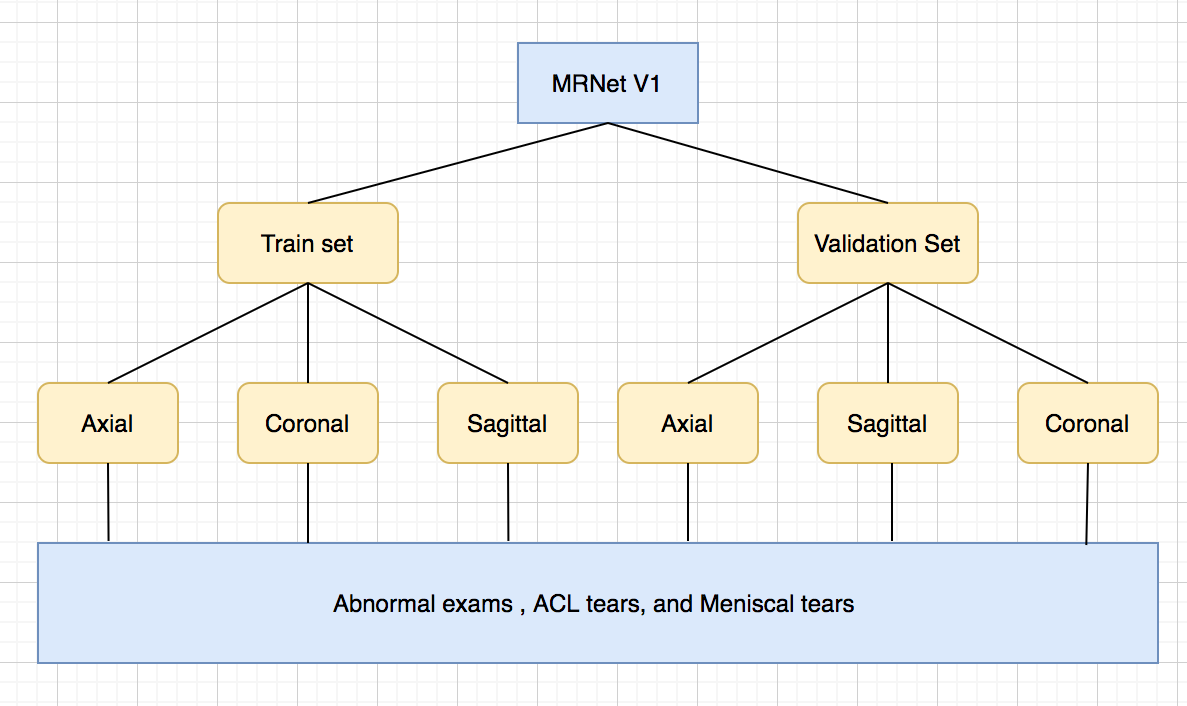 MRNet V1
Train set
Validation Set
Axial
Coronal
Sagittal
Axial
Sagittal
Coronal
Abnormal exams , ACL tears, and Meniscal tears